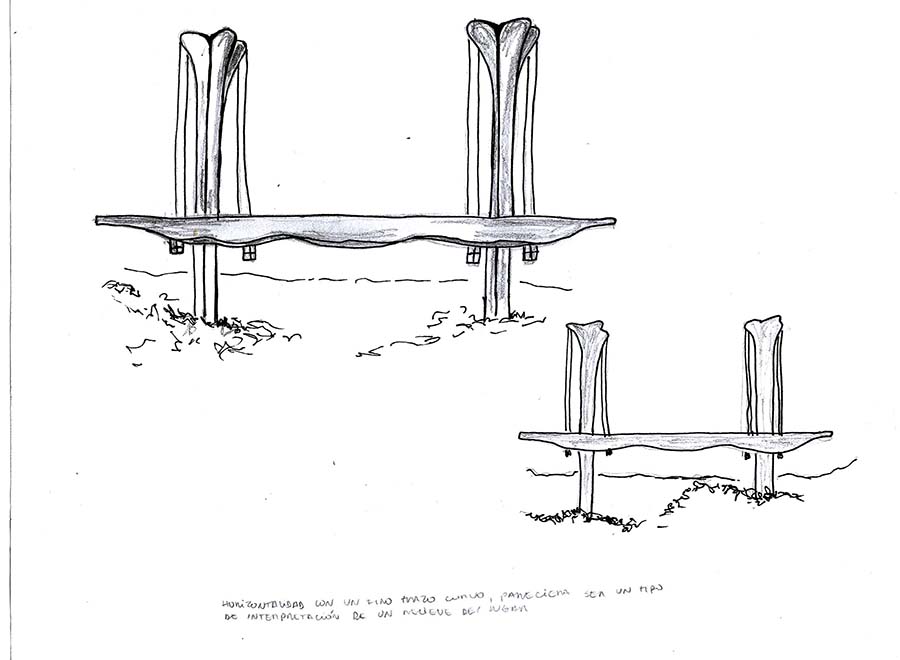 HORIZONTALIDAD CON UN FINO TRAZO CURVO, PARECIERA SER UN TIPO
DE INTERPRETACIÓN DE UN RELIEVE DEL LUGAR